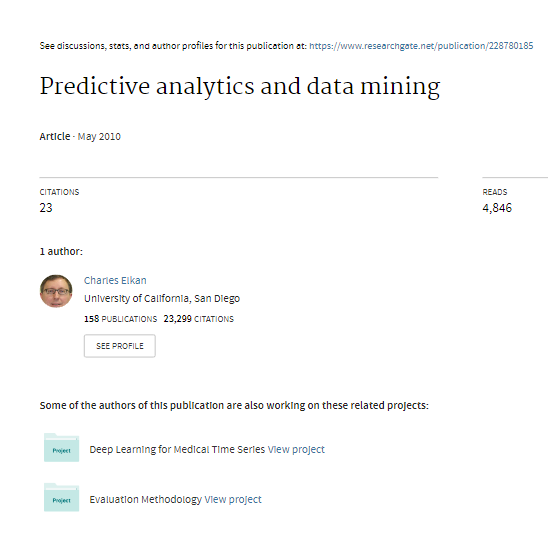 See discussions, stats, and author profiles for this publication at: https://www.researchgate.net/publication/228780185
Predictive analytics and data mining
Article · May 2010
CITATIONS
23
READS
4,846
1 author:
Charles Elkan
University of California, San Diego
158 PUBLICATIONS 23,299 CITATIONS
SEE PROFILE
Some of the authors of this publication are also working on these related projects:
Project
Deep Learning for Medical Time Series View project
Project
Evaluation Methodology View project